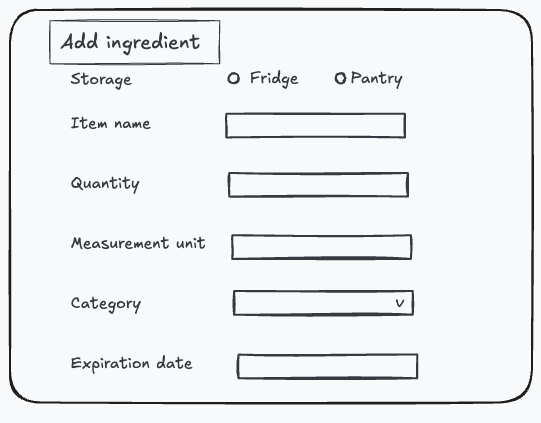 Add ingredient
Storage Fridge Pantry
Item name
Quantity
Measurement unit
Category v
Expiration date